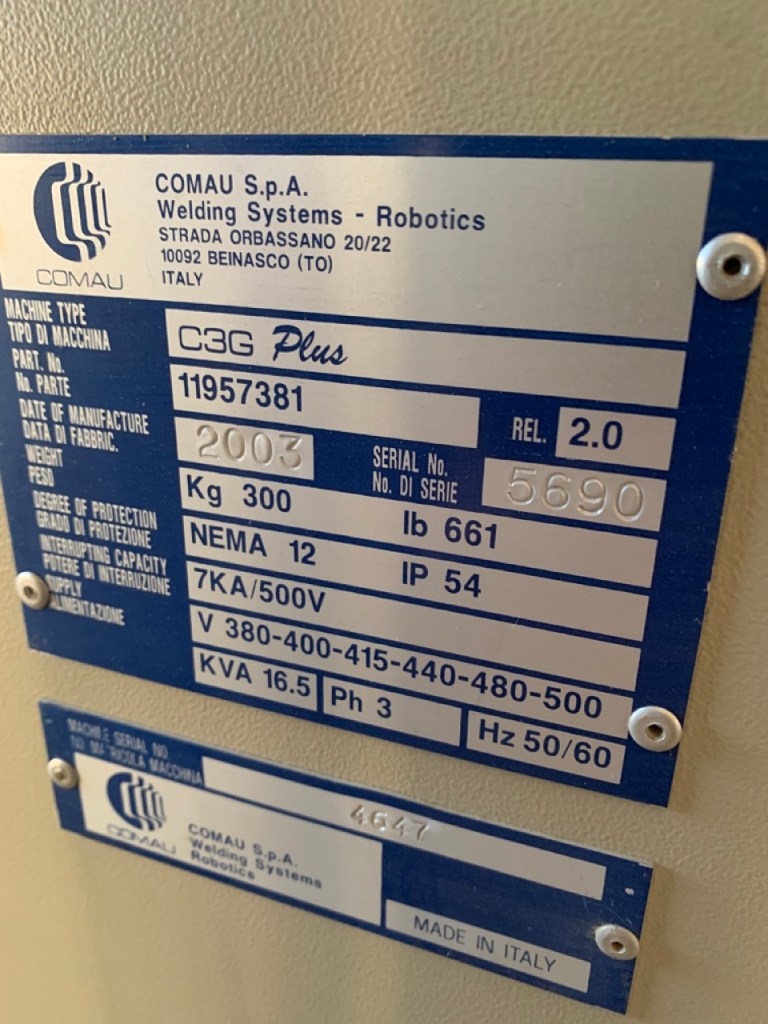 COMAU S.p.A.
Welding Systems - Robotics
STRADA ORBASSANO 20/22
10092 BEINASCO (TO)
ITALY
COMAU
MACHINE TYPE
TIPO DI MACCHINA
C3G Plus
PART. No.
No. PARTE
11957381
REL. 2.0
DATE OF MANUFACTURE
DATA DI FABBRIC.
2003
SERIAL No.
No. DI SERIE
5690
WEIGHT
PESO
Kg 300 lb 661
DEGREE OF PROTECTION
GRADO DI PROTEZIONE
NEMA 12 IP 54
INTERRUPTING CAPACITY
POTERE DI INTERRUZIONE
7KA/500V
SUPPLY
ALIMENTAZIONE
V 380-400-415-440-480-500
KVA 16.5 Ph 3 Hz 50/60
MACHINE SERIAL NO
NO MATRICOLA MACCHINA
4647
COMAU
COMAU S.p.A.
Welding Systems
Robotics
MADE IN ITALY